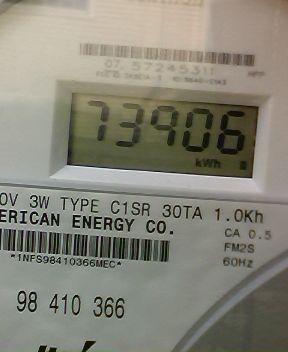 07 57245311
73906
kWh
0V 3W TYPE C1SR 30TA 1.0Kh
ERICAN ENERGY CO.
CA 0.5
FM2S
*1NFS98410366MEC*
60Hz
98 410 366